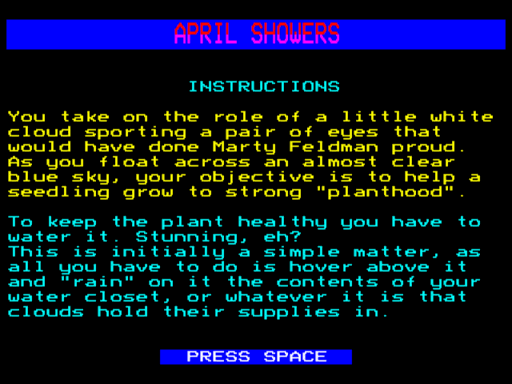 APRIL SHOWERS
INSTRUCTIONS
You take on the role of a little white
cloud sporting a pair of eyes that
would have done Marty Feldman proud.
As you float across an almost clear
blue sky, your objective is to help a
seedling grow to strong "planthood".
To keep the plant healthy you have to
water it. Stunning, eh?
This is initially a simple matter, as
all you have to do is hover above it
and "rain" on it the contents of your
water closet, or whatever it is that
clouds hold their supplies in.
PRESS SPACE